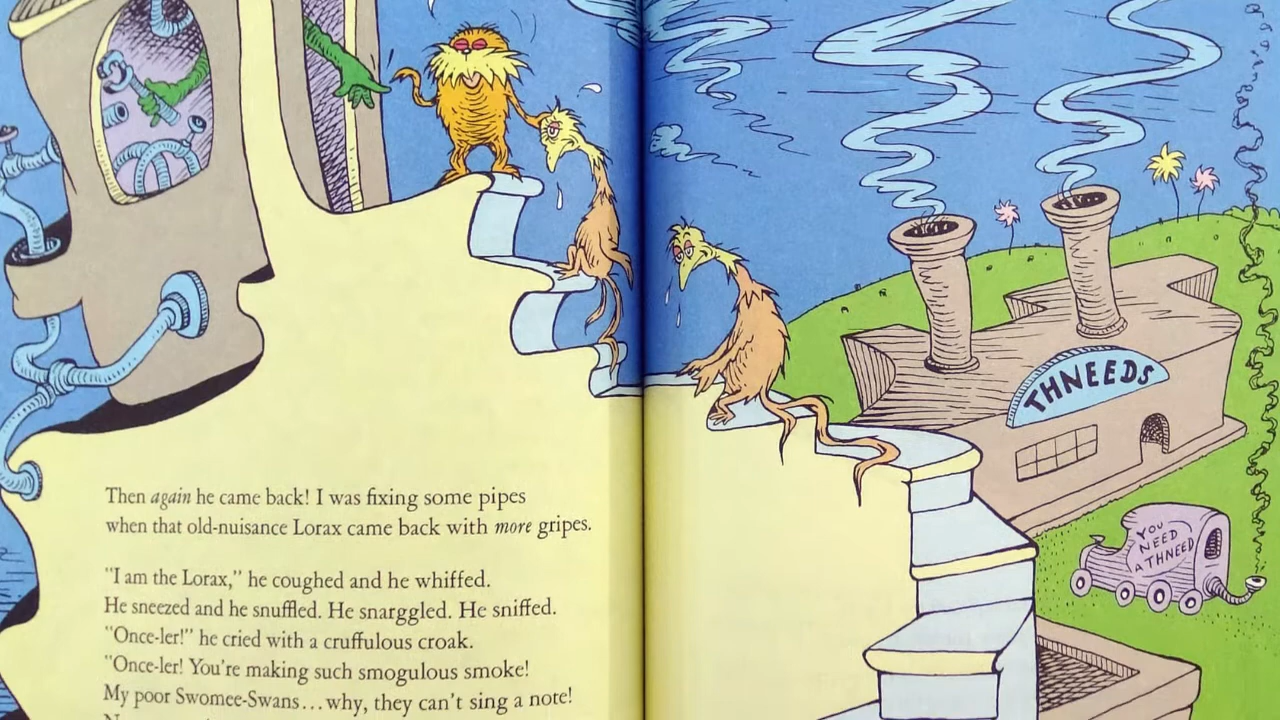 Then again he came back! I was fixing some pipes
when that old-nuisance Lorax came back with more gripes.
"I am the Lorax," he coughed and he whiffed.
He sneezed and he snuffled. He snarggled. He sniffed.
"Once-ler!" he cried with a cruffulous croak.
"Once-ler! You're making such smogulous smoke!
My poor Swomee-Swans...why, they can't sing a note!
THNEEDS
YOU
NEED
A THNEED